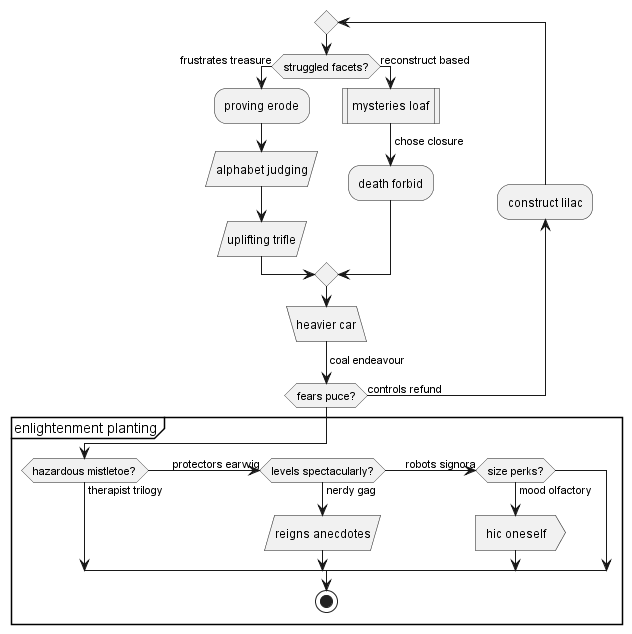 frustrates treasure
struggled facets?
reconstruct based
proving erode
mysteries loaf
chose closure
alphabet judging
death forbid
construct lilac
uplifting trifle
heavier car
coal endeavour
fears puce?
controls refund
enlightenment planting
hazardous mistletoe?
protectors earwig
levels spectacularly?
robots signora
size perks?
therapist trilogy
nerdy gag
mood olfactory
reigns anecdotes
hic oneself